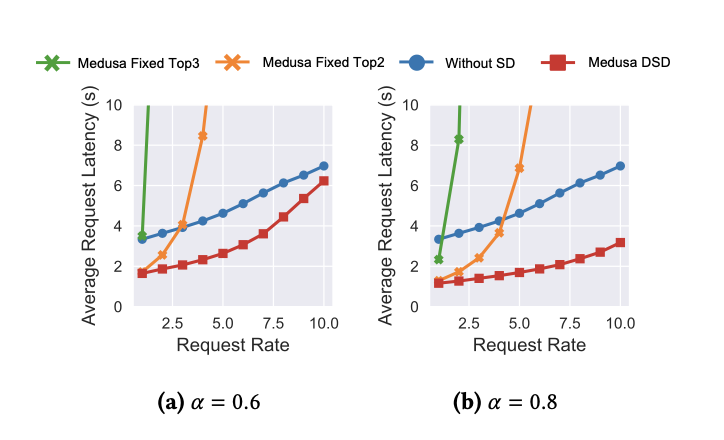 Medusa Fixed Top3 Medusa Fixed Top2 Without SD Medusa DSD
Average Request Latency (s)
10
8
6
4
2
0
2.5 5.0 7.5 10.0
Request Rate
(a) α = 0.6
Average Request Latency (s)
10
8
6
4
2
0
2.5 5.0 7.5 10.0
Request Rate
(b) α = 0.8